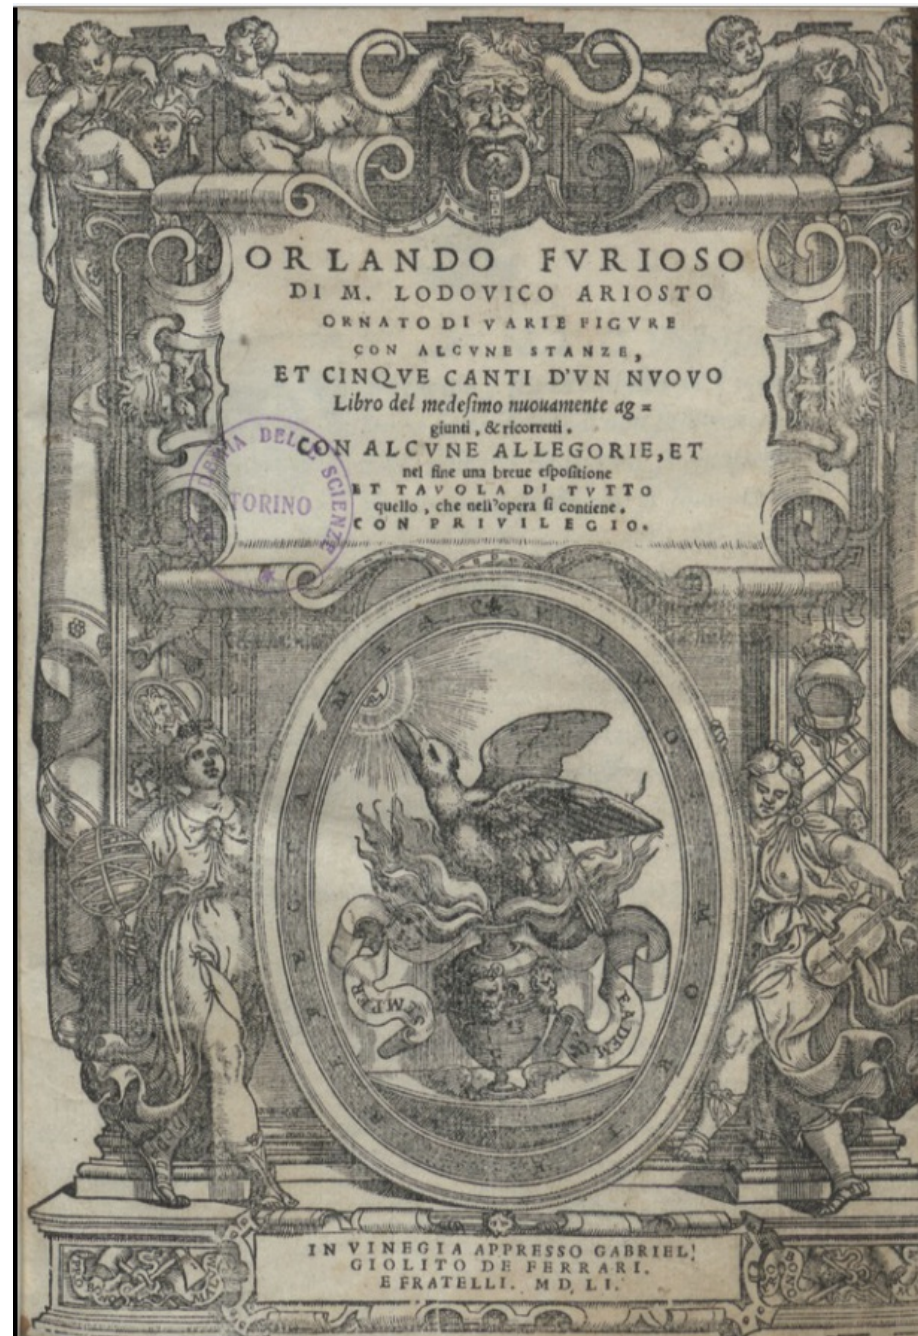 ORLANDO FVRIOSO
DI M. LODOVICO ARIOSTO
ORNATO DI VARIE FIGVRE
CON ALCVNE STANZE,
ET CINQVE CANTI D'VN NVOVO
Libro del medesimo nuouamente ag=
giunti, & ricorretti.
CON ALCVNE ALLEGORIE, ET
nel fine una breue espositione
ET TAVOLA DI TVTTO
quello, che nell'opera si contiene.
CON PRIVILEGIO.
DELLE SCIENZE
TORINO
SEMPER
EADEM
IN VINEGIA APPRESSO GABRIEL
GIOLITO DE FERRARI.
E FRATELLI. MD, LI.